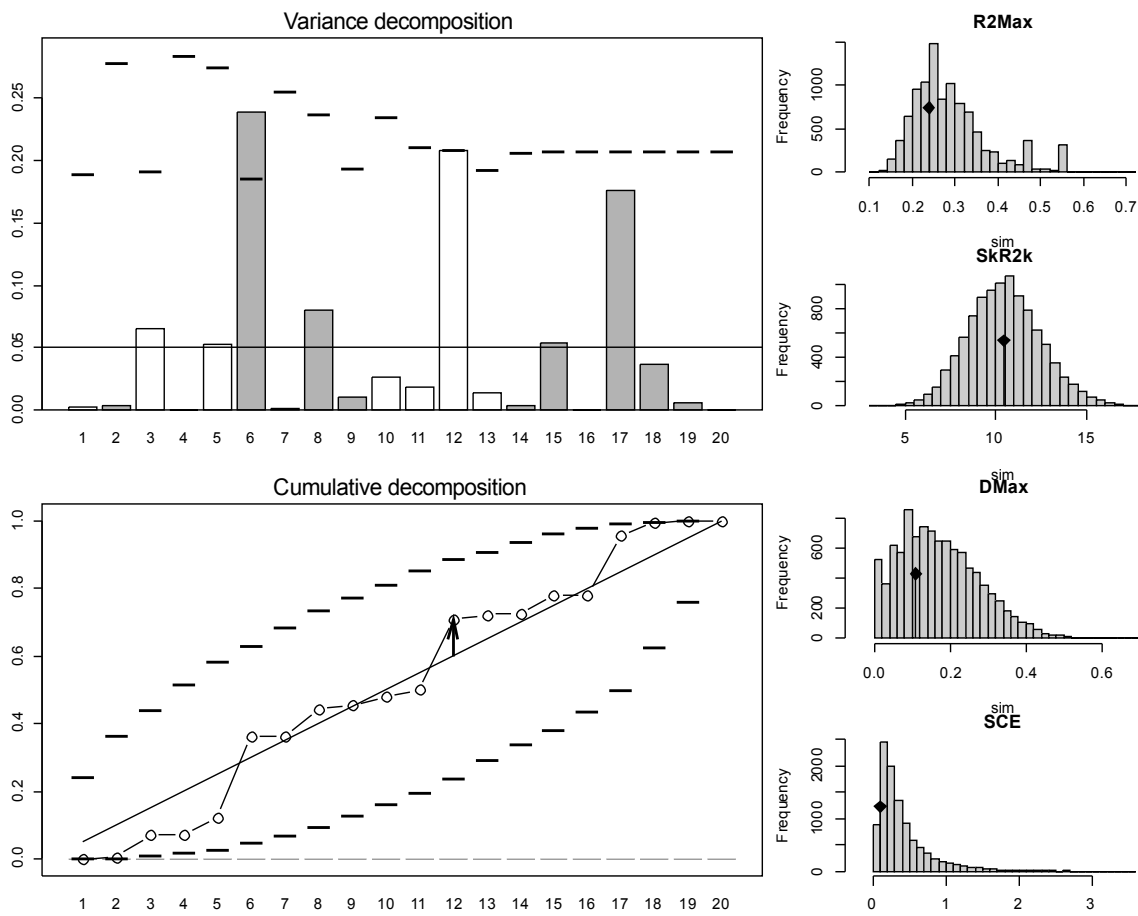 Variance decomposition
0.00 0.05 0.10 0.15 0.20 0.25
1 2 3 4 5 6 7 8 9 10 11 12 13 14 15 16 17 18 19 20
Cumulative decomposition
0.0 0.2 0.4 0.6 0.8 1.0
1 2 3 4 5 6 7 8 9 10 11 12 13 14 15 16 17 18 19 20
R2Max
Frequency
0 500 1000
0.1 0.2 0.3 0.4 0.5 0.6 0.7
sim
SkR2k
Frequency
0 400 800
5 10 15
sim
DMax
Frequency
0 200 600
0.0 0.2 0.4 0.6
sim
SCE
Frequency
0 1000 2000
0 1 2 3